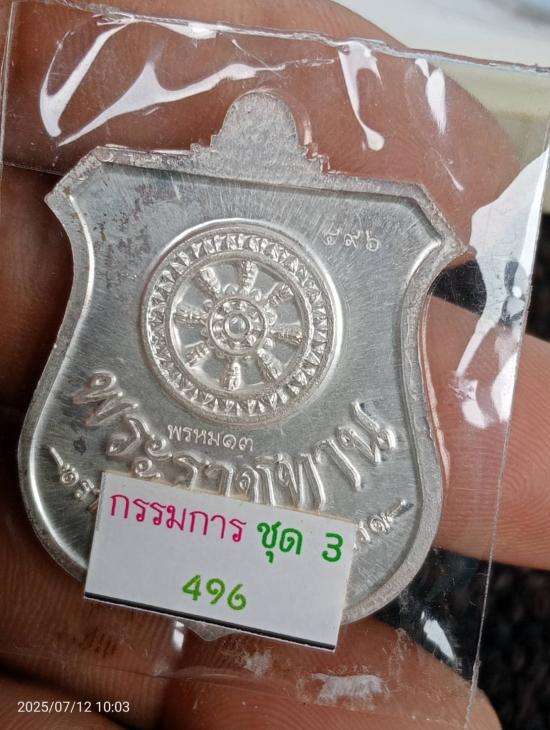 ๔๙๖
พรหม๑๓
พระราชทาน
กรรมการ ชุด 3
496
2025/07/12 10:03